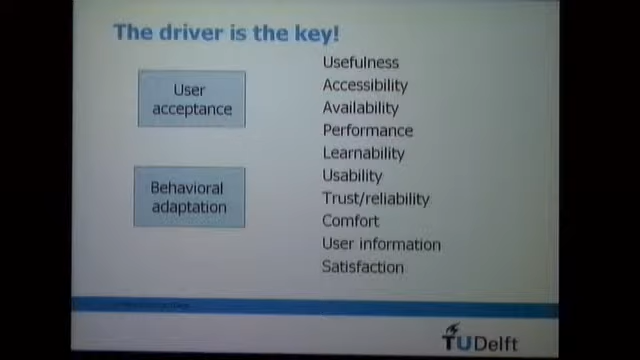 The driver is the key!
User
acceptance
Behavioral
adaptation
Usefulness
Accessibility
Availability
Performance
Learnability
Usability
Trust/reliability
Comfort
User information
Satisfaction
TUDelft